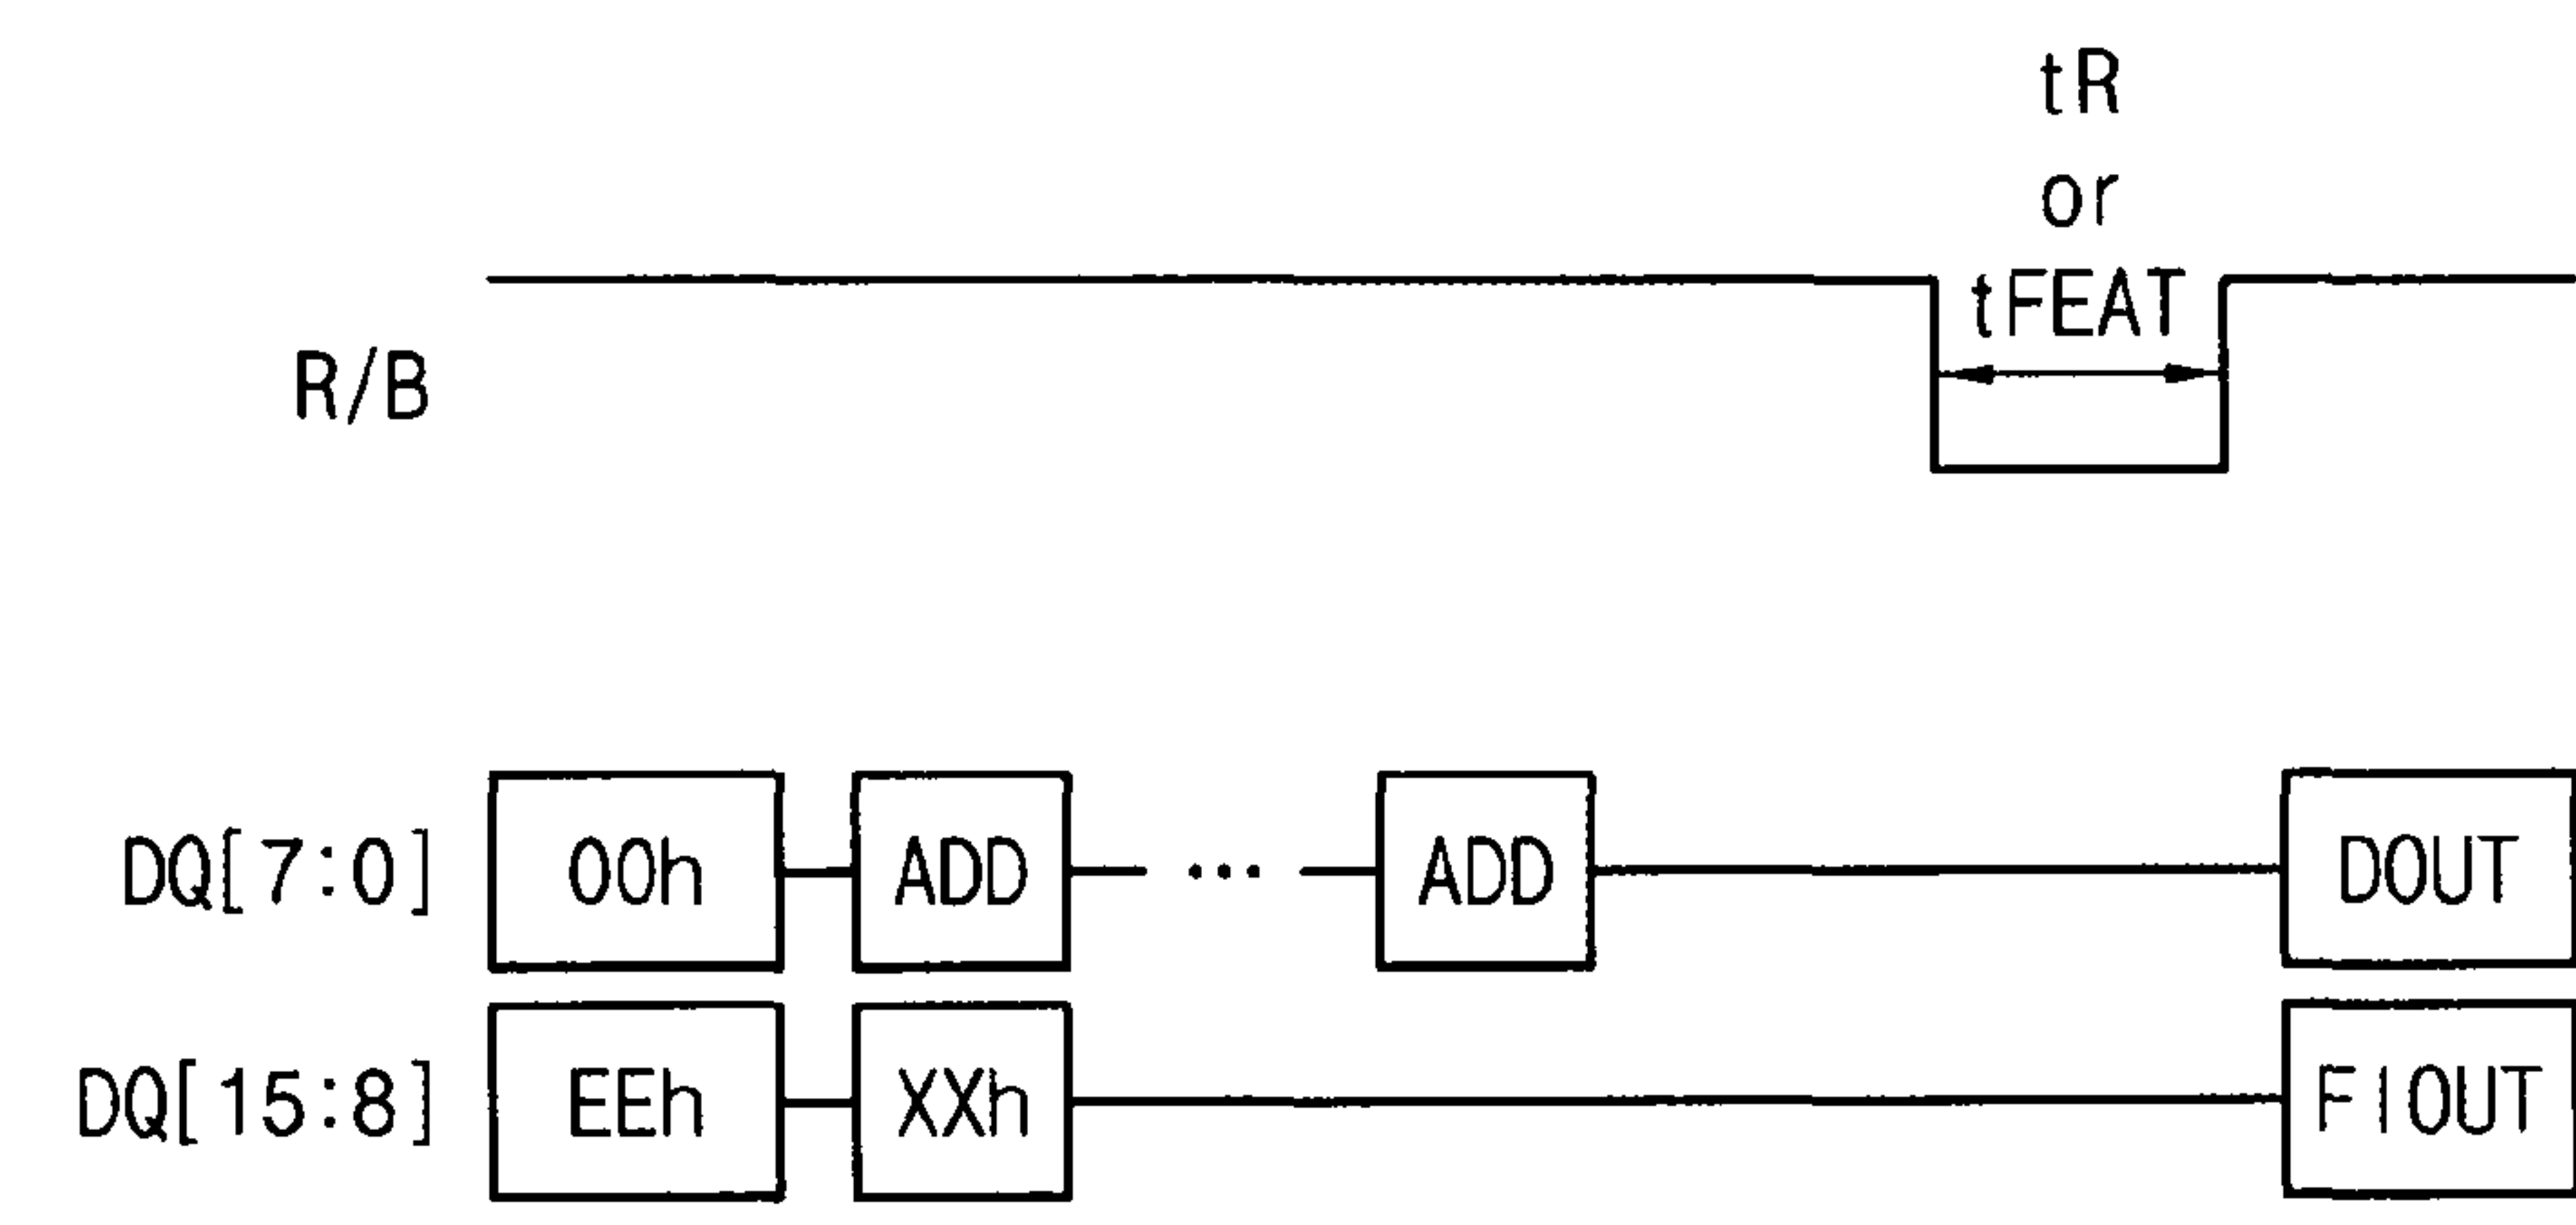 tR
or
tFEAT
R/B
DQ[7:0] 00h ADD ... ADD DOUT
DQ[15:8] EEh XXh FIOUT